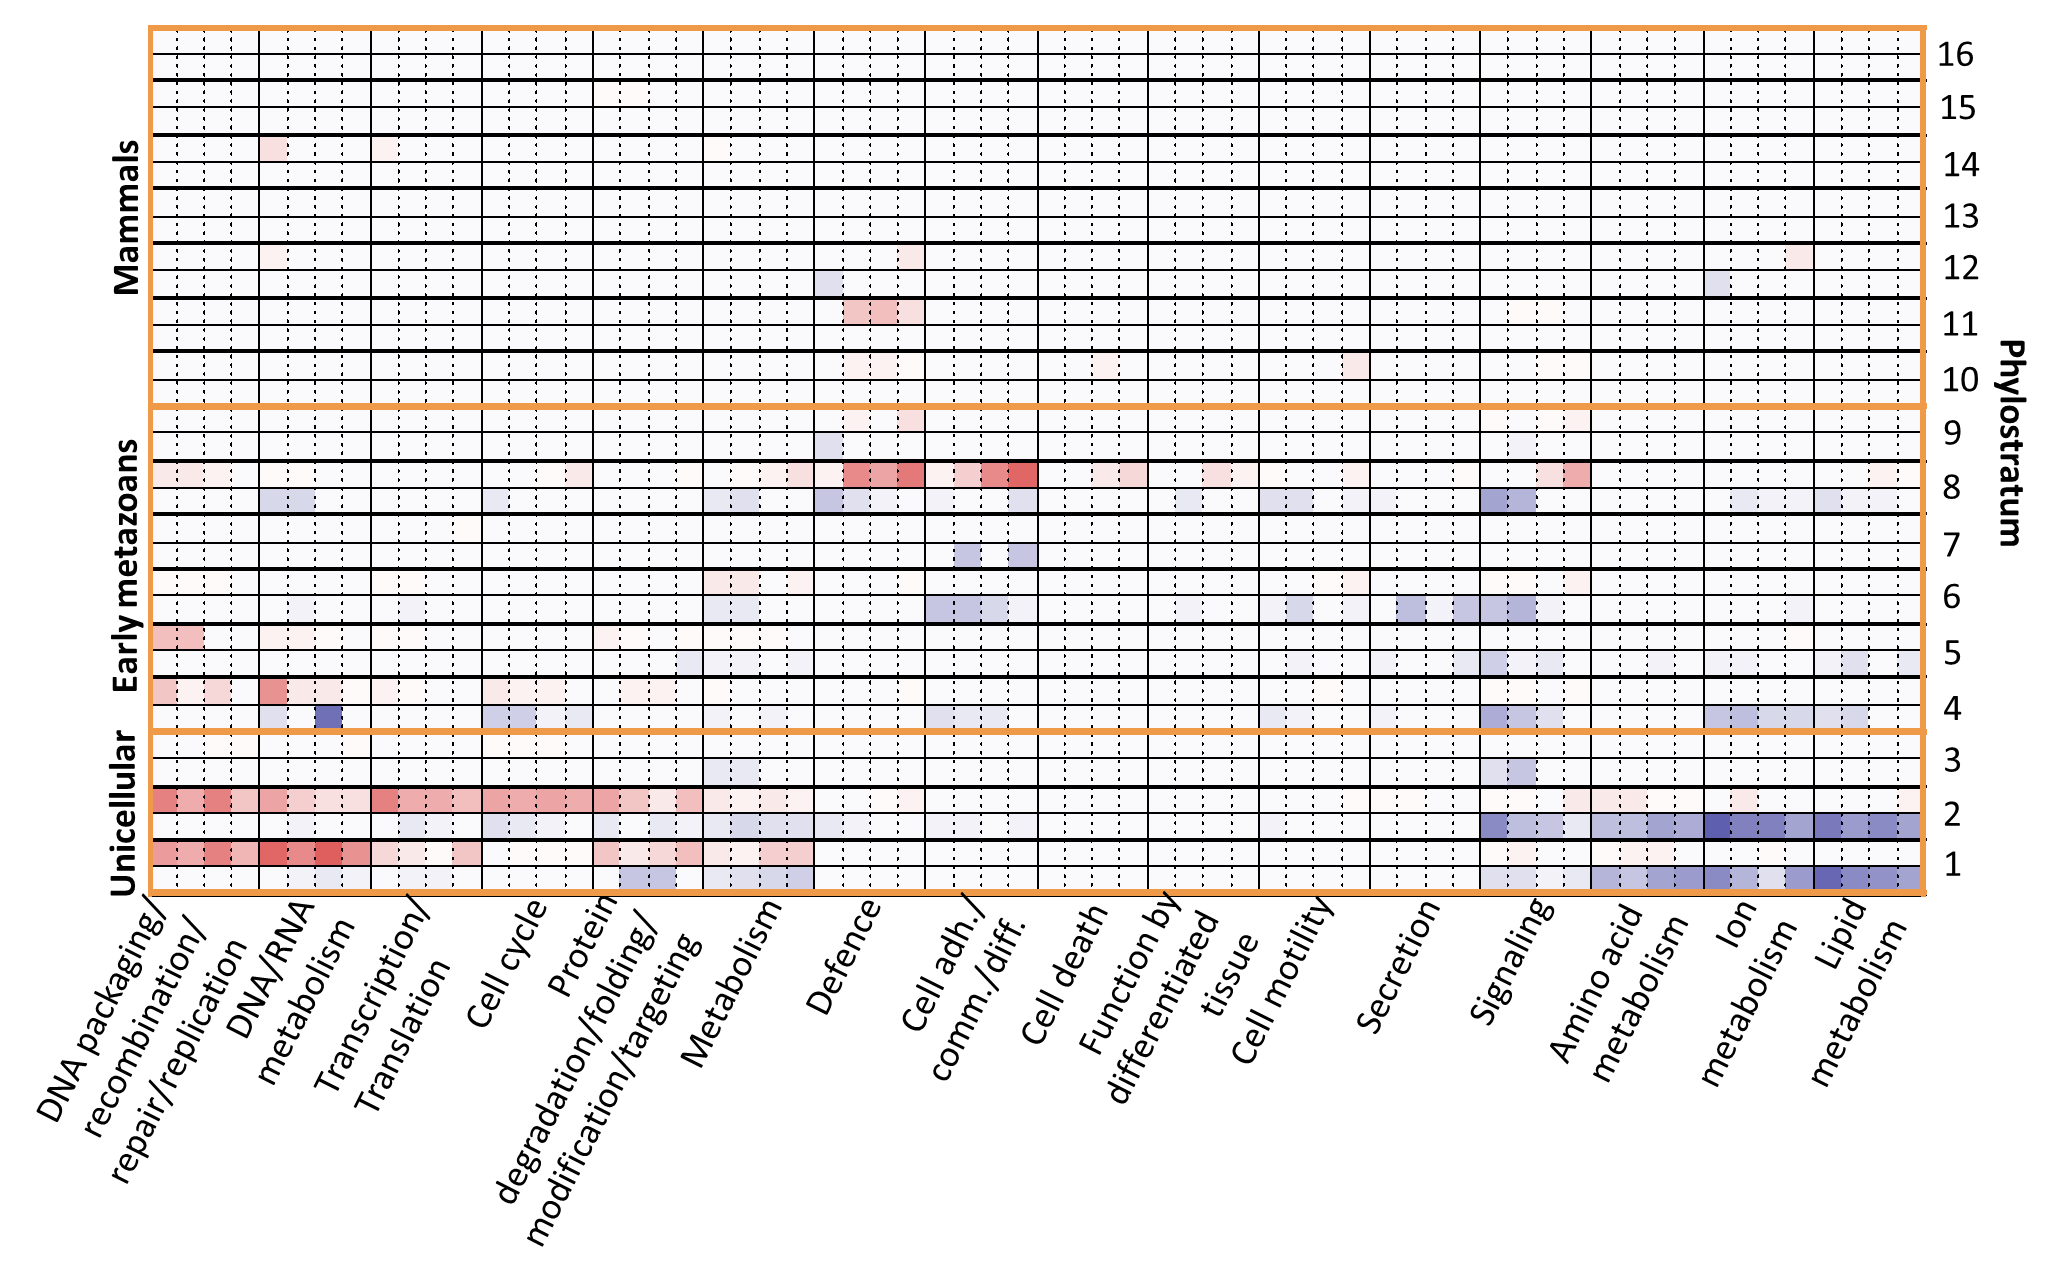 Mammals
Early metazoans
Unicellular
16
15
14
13
12
11
10
9
8
7
6
5
4
3
2
1
Phylostratum
DNA packaging/
recombination/
repair/replication
DNA/RNA
metabolism
Transcription/
Translation
Cell cycle
Protein
degradation/folding/
modification/targeting
Metabolism
Defence
Cell adh./
comm./diff.
Cell death
Function by
differentiated
tissue
Cell motility
Secretion
Signaling
Amino acid
metabolism
Ion
metabolism
Lipid
metabolism